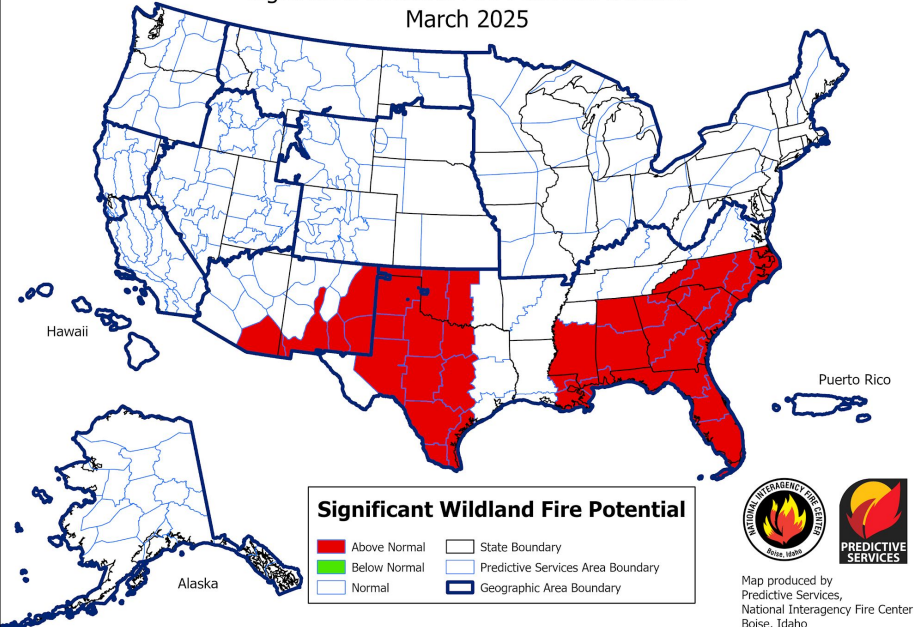 March 2025
Hawaii
Puerto Rico
Alaska
Significant Wildland Fire Potential
Above Normal
Below Normal
Normal
State Boundary
Predictive Services Area Boundary
Geographic Area Boundary
NATIONAL INTERAGENCY FIRE CENTER
Boise, Idaho
PREDICTIVE
SERVICES
Map produced by
Predictive Services,
National Interagency Fire Center
Boise, Idaho